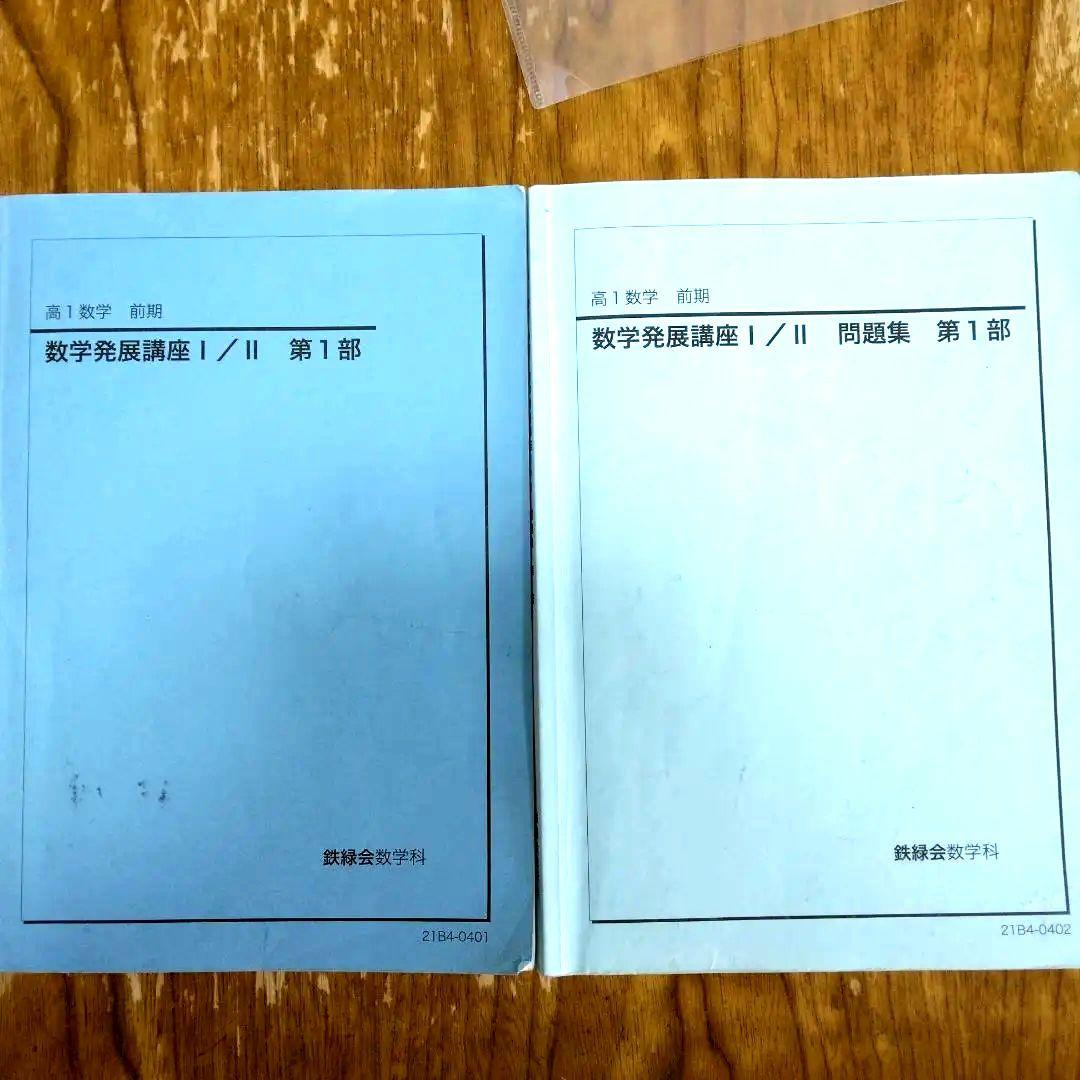 高1数学　前期
数学発展講座Ⅰ／Ⅱ　第1部
鉄緑会数学科
21B4-0401
高1数学　前期
数学発展講座Ⅰ／Ⅱ　問題集　第1部
鉄緑会数学科
21B4-0402